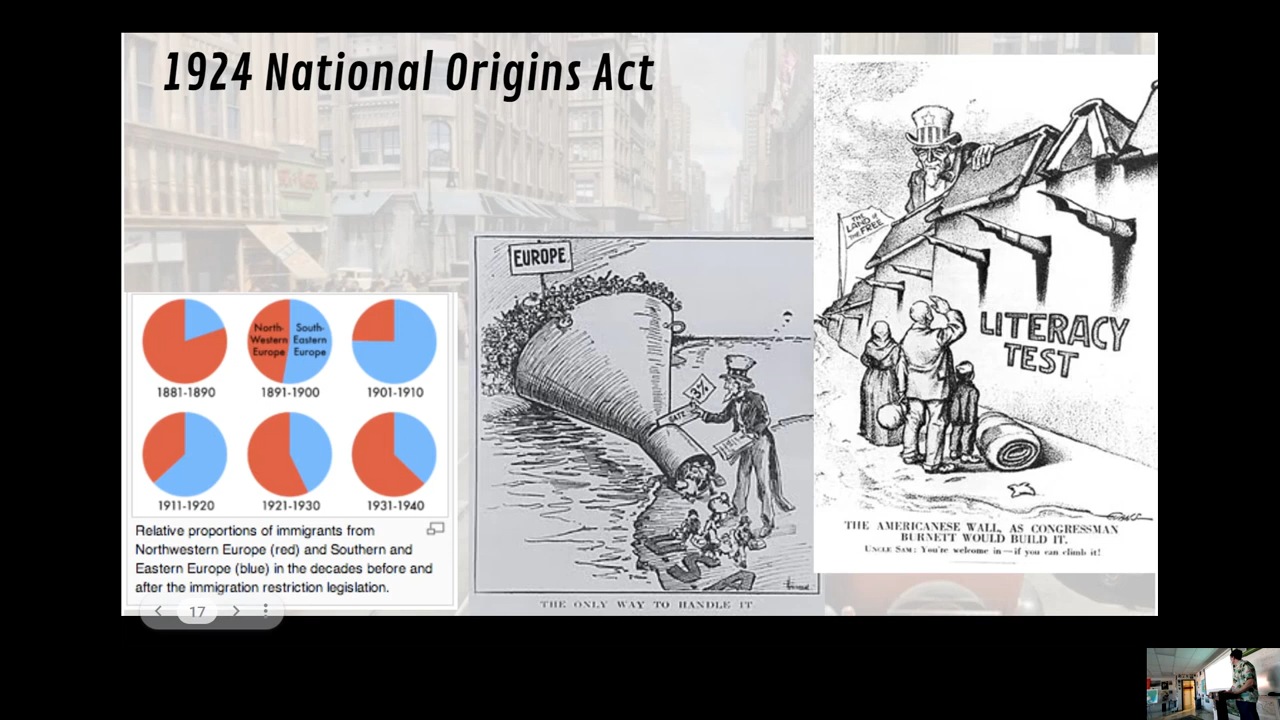 1924 National Origins Act
North-
Western
Europe
South-
Eastern
Europe
1881-1890
1891-1900
1901-1910
1911-1920
1921-1930
1931-1940
Relative proportions of immigrants from
Northwestern Europe (red) and Southern and
Eastern Europe (blue) in the decades before and
after the immigration restriction legislation.
17
EUROPE
3%
GATE
USA
THE ONLY WAY TO HANDLE IT
THE
LAND of
the FREE
LITERACY
TEST
THE AMERICANESE WALL, AS CONGRESSMAN
BURNETT WOULD BUILD IT.
UNCLE SAM: You're welcome in—if you can climb it!